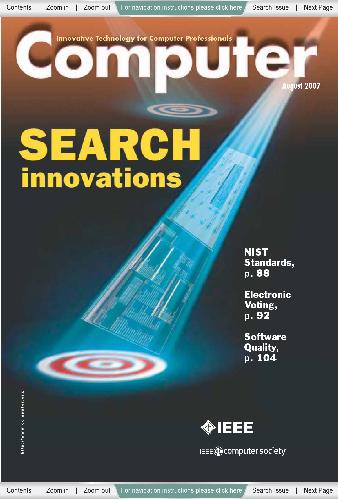 Contents | Zoom in | Zoom out | For navigation instructions please click here | Search Issue | Next Page
Innovative Technology for Computer Professionals
Computer
August 2007
SEARCH
innovations
NIST
Standards,
p. 88
Electronic
Voting,
p. 92
Software
Quality,
p. 104
IEEE
IEEE computer society
Contents | Zoom in | Zoom out | For navigation instructions please click here | Search Issue | Next Page